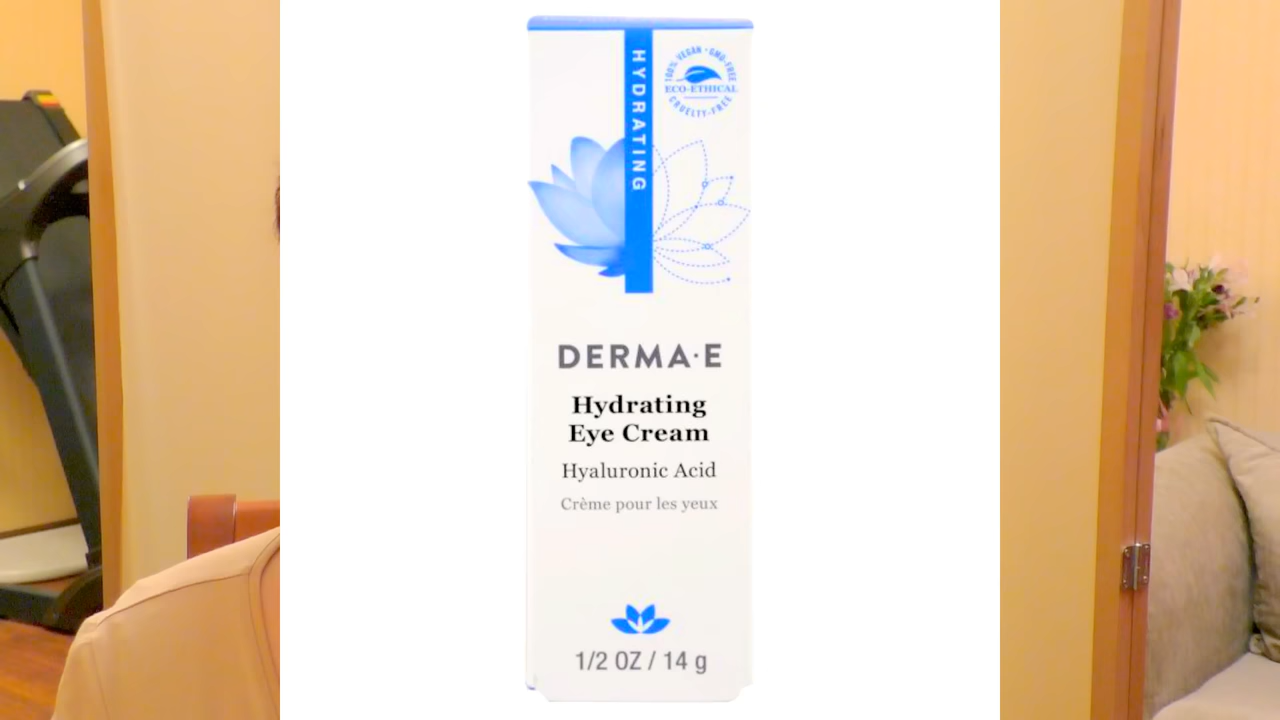 HYDRATING
100% VEGAN • GMO-FREE
ECO-ETHICAL
CRUELTY-FREE
DERMA·E
Hydrating
Eye Cream
Hyaluronic Acid
Crème pour les yeux
1/2 OZ / 14 g